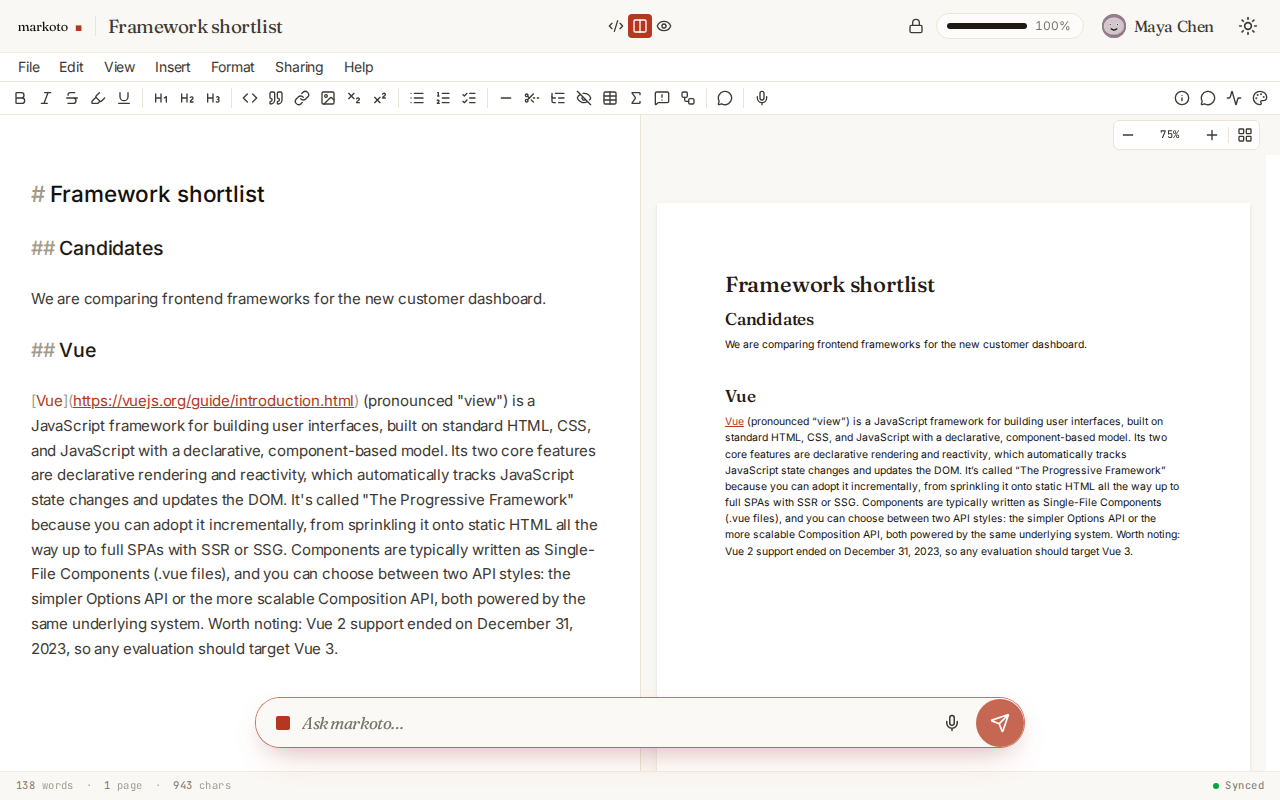 markoto
Framework shortlist
100%
Maya Chen
File Edit View Insert Format Sharing Help
H1 H2 H3
75%
# Framework shortlist
## Candidates
We are comparing frontend frameworks for the new customer dashboard.
## Vue
[Vue](https://vuejs.org/guide/introduction.html) (pronounced "view") is a
JavaScript framework for building user interfaces, built on standard HTML, CSS,
and JavaScript with a declarative, component-based model. Its two core features
are declarative rendering and reactivity, which automatically tracks JavaScript
state changes and updates the DOM. It's called "The Progressive Framework"
because you can adopt it incrementally, from sprinkling it onto static HTML all the
way up to full SPAs with SSR or SSG. Components are typically written as Single-
File Components (.vue files), and you can choose between two API styles: the
simpler Options API or the more scalable Composition API, both powered by the
same underlying system. Worth noting: Vue 2 support ended on December 31,
2023, so any evaluation should target Vue 3.
Framework shortlist
Candidates
We are comparing frontend frameworks for the new customer dashboard.
Vue
Vue (pronounced “view”) is a JavaScript framework for building user interfaces, built on
standard HTML, CSS, and JavaScript with a declarative, component-based model. Its two
core features are declarative rendering and reactivity, which automatically tracks
JavaScript state changes and updates the DOM. It’s called “The Progressive Framework”
because you can adopt it incrementally, from sprinkling it onto static HTML all the way up to
full SPAs with SSR or SSG. Components are typically written as Single-File Components
(.vue files), and you can choose between two API styles: the simpler Options API or the
more scalable Composition API, both powered by the same underlying system. Worth noting:
Vue 2 support ended on December 31, 2023, so any evaluation should target Vue 3.
Ask markoto...
138 words · 1 page · 943 chars
Synced